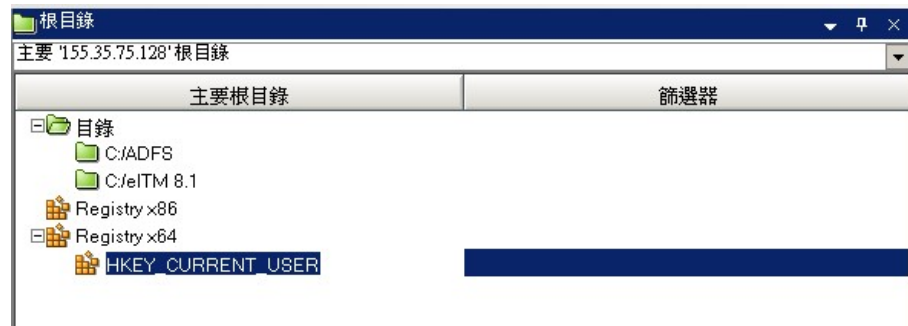 根目錄
主要 '155.35.75.128' 根目錄
主要根目錄 篩選器
目錄
C:/ADFS
C:/eITM 8.1
Registry x86
Registry x64
HKEY_CURRENT_USER